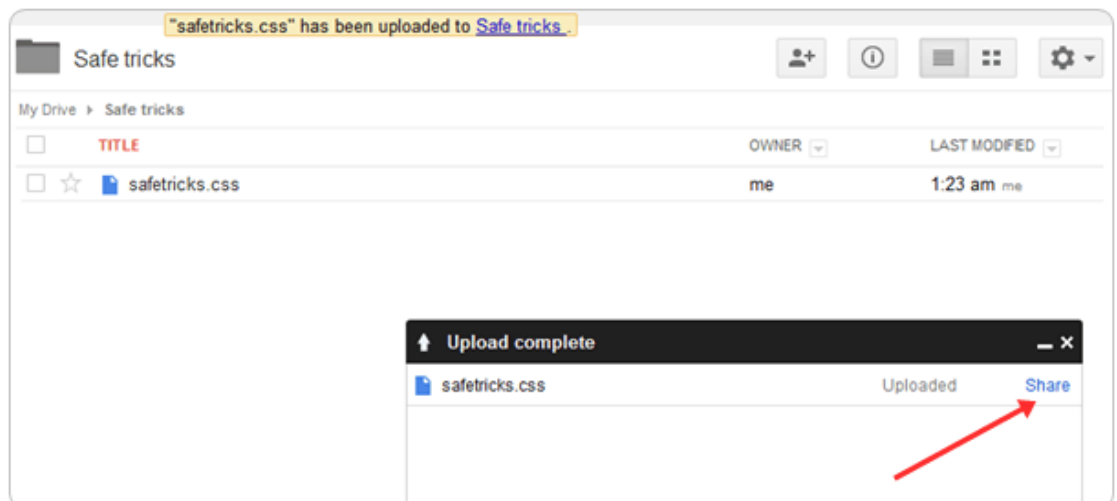 "safetricks.css" has been uploaded to Safe tricks .
Safe tricks
My Drive Safe tricks
TITLE OWNER LAST MODIFIED
safetricks.css me 1:23 am me
Upload complete
safetricks.css Uploaded Share